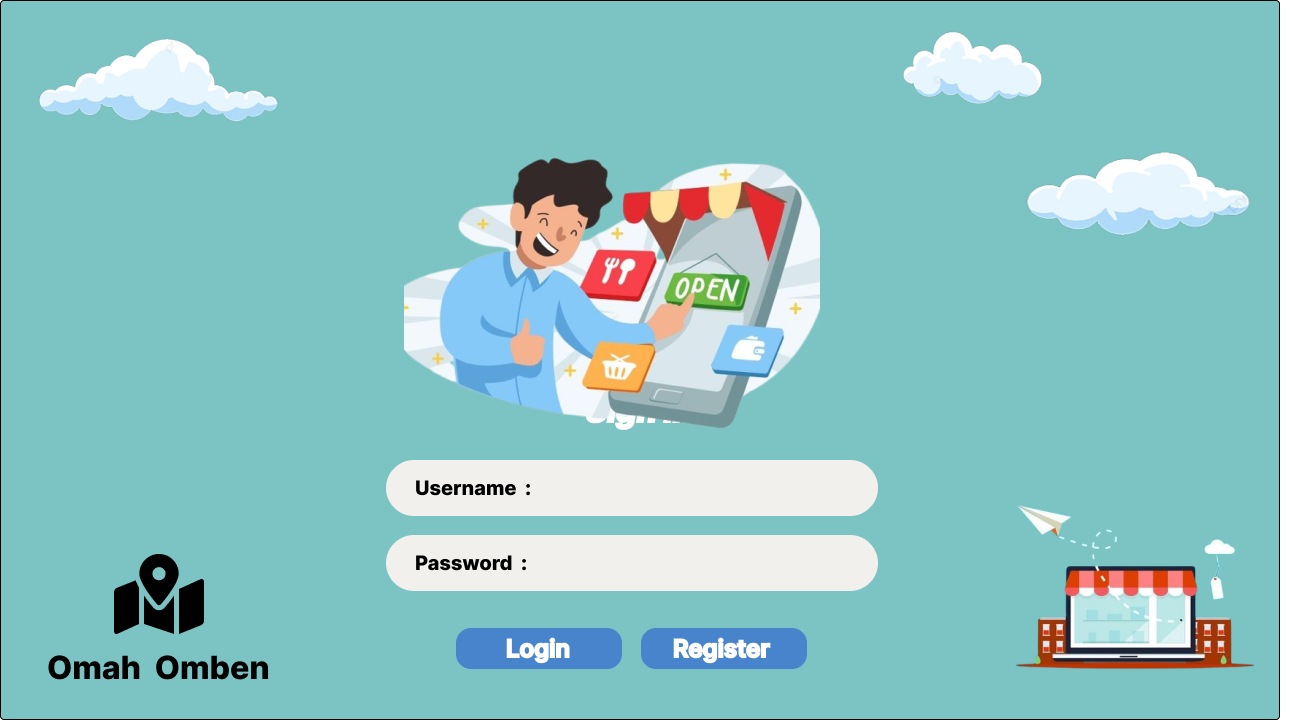 OPEN
Username :
Password :
Login
Register
Omah Omben